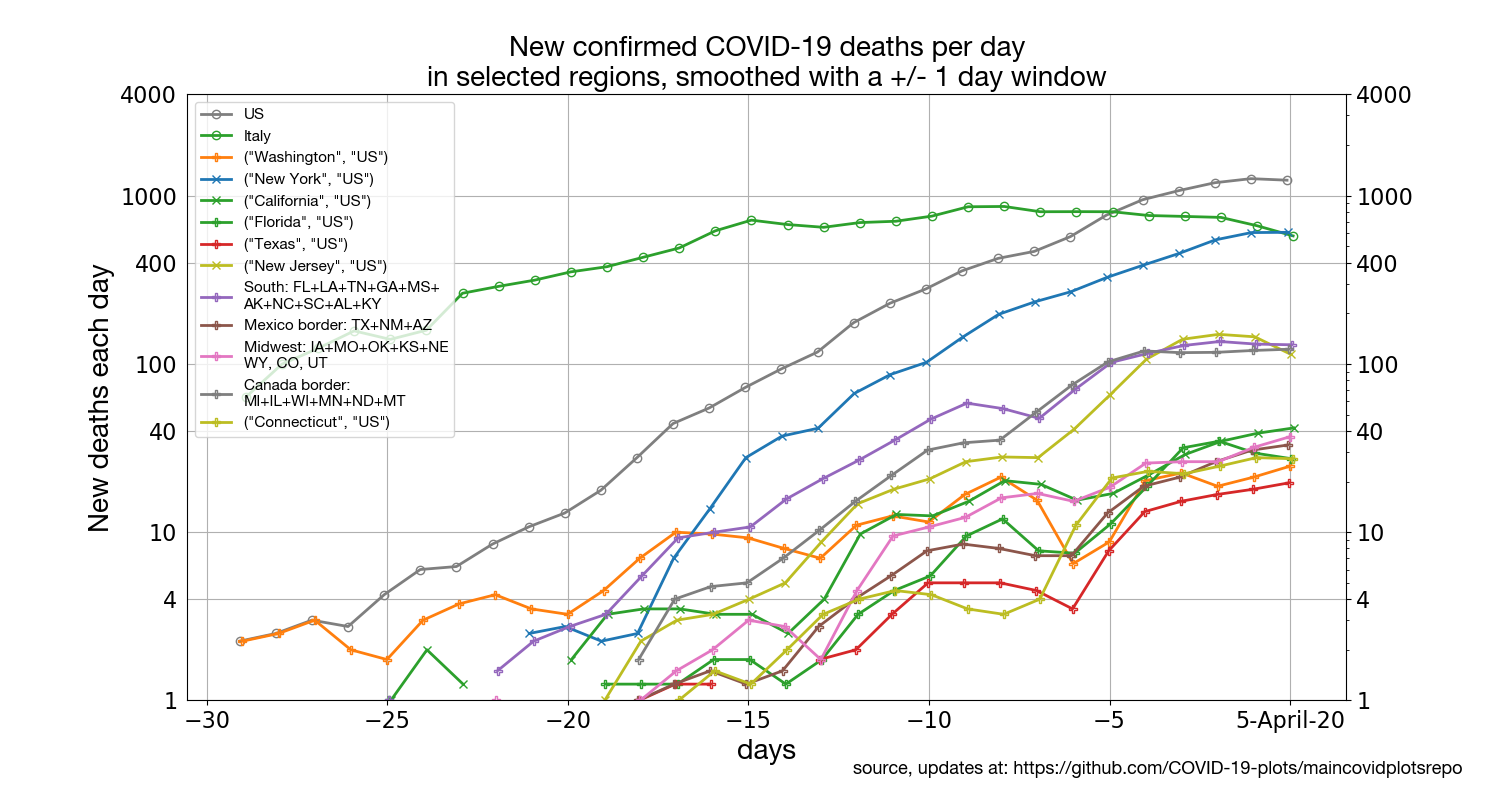 New confirmed COVID-19 deaths per day
in selected regions, smoothed with a +/- 1 day window
4000
1000
400
100
40
10
4
1
New deaths each day
US
Italy
("Washington", "US")
("New York", "US")
("California", "US")
("Florida", "US")
("Texas", "US")
("New Jersey", "US")
South: FL+LA+TN+GA+MS+
AK+NC+SC+AL+KY
Mexico border: TX+NM+AZ
Midwest: IA+MO+OK+KS+NE
WY, CO, UT
Canada border:
MI+IL+WI+MN+ND+MT
("Connecticut", "US")
4000
1000
400
100
40
10
4
1
−30 −25 −20 −15 −10 −5 5-April-20
days
source, updates at: https://github.com/COVID-19-plots/maincovidplotsrepo